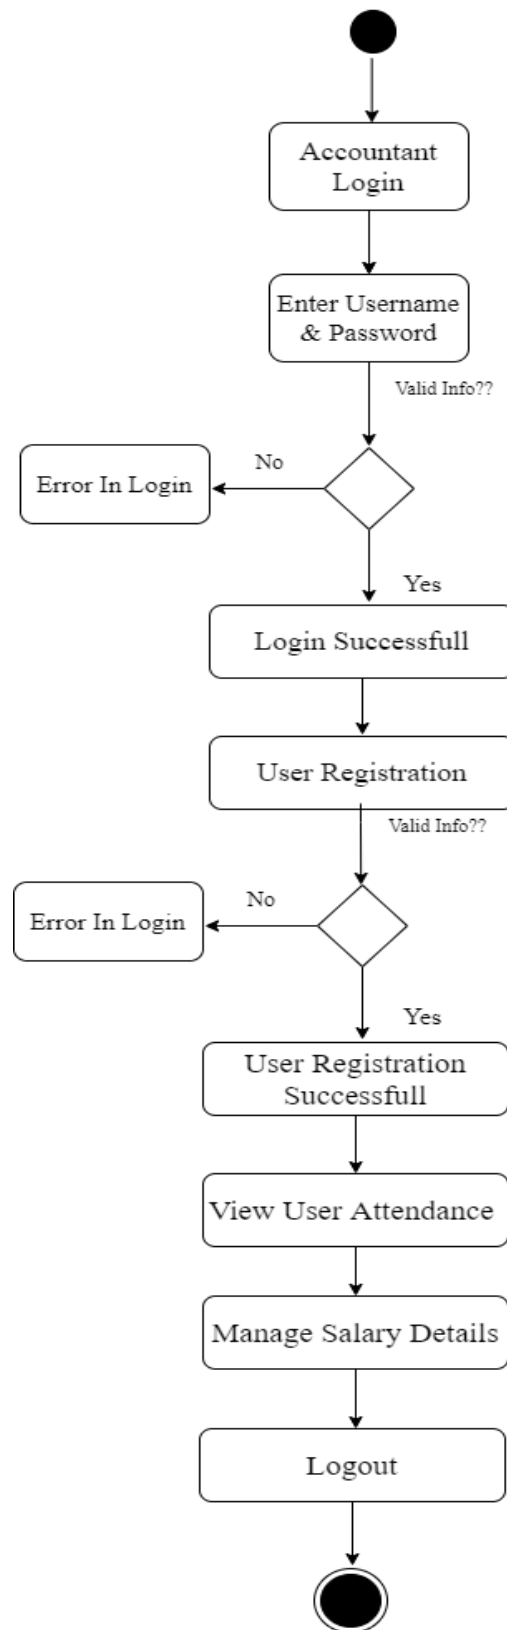 Accountant
Login
Enter Username
& Password
Valid Info??
No
Error In Login
Yes
Login Successfull
User Registration
Valid Info??
No
Error In Login
Yes
User Registration
Successfull
View User Attendance
Manage Salary Details
Logout